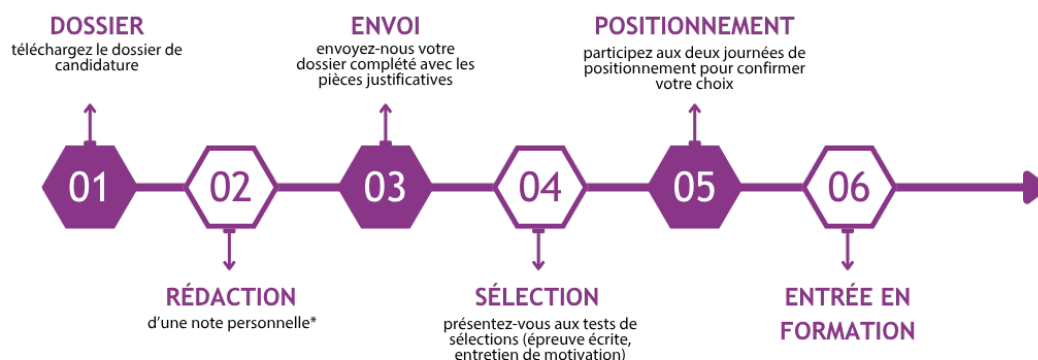 DOSSIER
téléchargez le dossier de
candidature
ENVOI
envoyez-nous votre
dossier complété avec les
pièces justificatives
POSITIONNEMENT
participez aux deux journées de
positionnement pour confirmer
votre choix
01
02
03
04
05
06
RÉDACTION
d'une note personnelle*
SÉLECTION
présentez-vous aux tests de
sélections (épreuve écrite,
entretien de motivation)
ENTRÉE EN
FORMATION